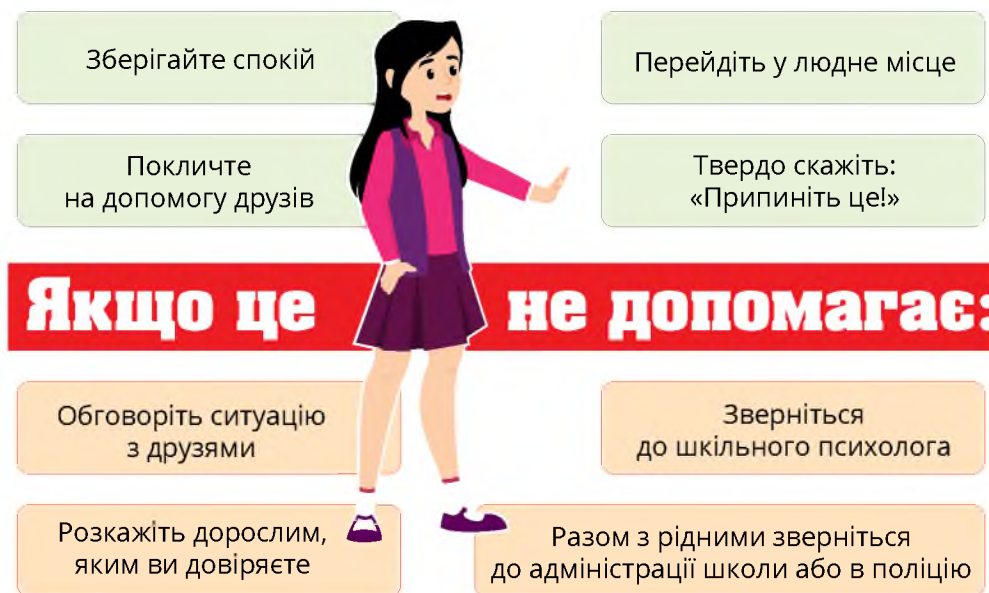 Зберігайте спокій
Перейдіть у людне місце
Покличте
на допомогу друзів
Твердо скажіть:
«Припиніть це!»
Якщо це не допомагає:
Обговоріть ситуацію
з друзями
Зверніться
до шкільного психолога
Розкажіть дорослим,
яким ви довіряєте
Разом з рідними зверніться
до адміністрації школи або в поліцію